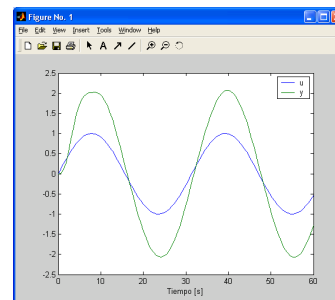 Figure No. 1
File Edit View Insert Tools Window Help
u
y
2.5
2
1.5
1
0.5
0
-0.5
-1
-1.5
-2
-2.5
0 10 20 30 40 50 60
Tiempo [s]